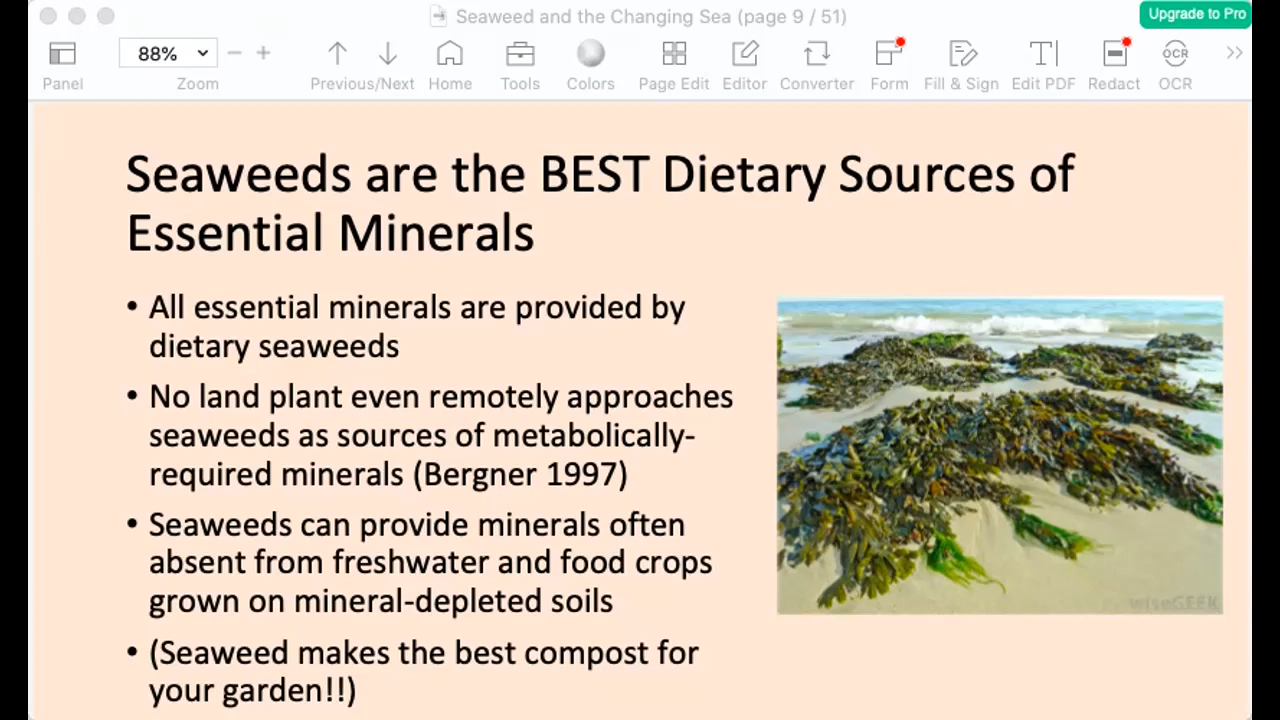 Seaweed and the Changing Sea (page 9 / 51)
Upgrade to Pro
88%
Panel
Zoom
Previous/Next
Home
Tools
Colors
Page Edit
Editor
Converter
Form
Fill & Sign
Edit PDF
Redact
OCR
OCR
Seaweeds are the BEST Dietary Sources of
Essential Minerals
• All essential minerals are provided by
dietary seaweeds
• No land plant even remotely approaches
seaweeds as sources of metabolically-
required minerals (Bergner 1997)
• Seaweeds can provide minerals often
absent from freshwater and food crops
grown on mineral-depleted soils
• (Seaweed makes the best compost for
your garden!!)
wiseGEEK